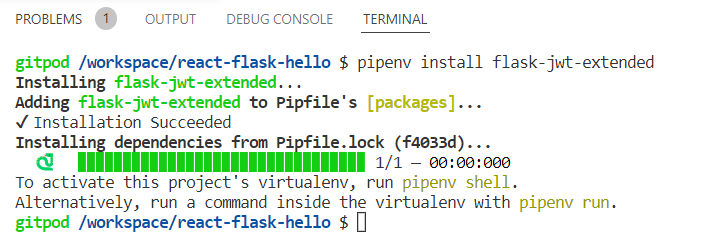 PROBLEMS 1 OUTPUT DEBUG CONSOLE TERMINAL
gitpod /workspace/react-flask-hello $ pipenv install flask-jwt-extended
Installing flask-jwt-extended...
Adding flask-jwt-extended to Pipfile's [packages]...
✓ Installation Succeeded
Installing dependencies from Pipfile.lock (f4033d)...
1/1 — 00:00:000
To activate this project's virtualenv, run pipenv shell.
Alternatively, run a command inside the virtualenv with pipenv run.
gitpod /workspace/react-flask-hello $